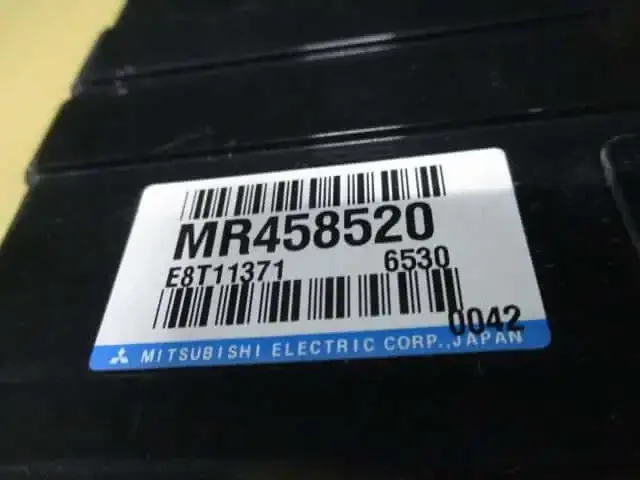 MR458520
E8T11371 6530
0042
MITSUBISHI ELECTRIC CORP.,JAPAN